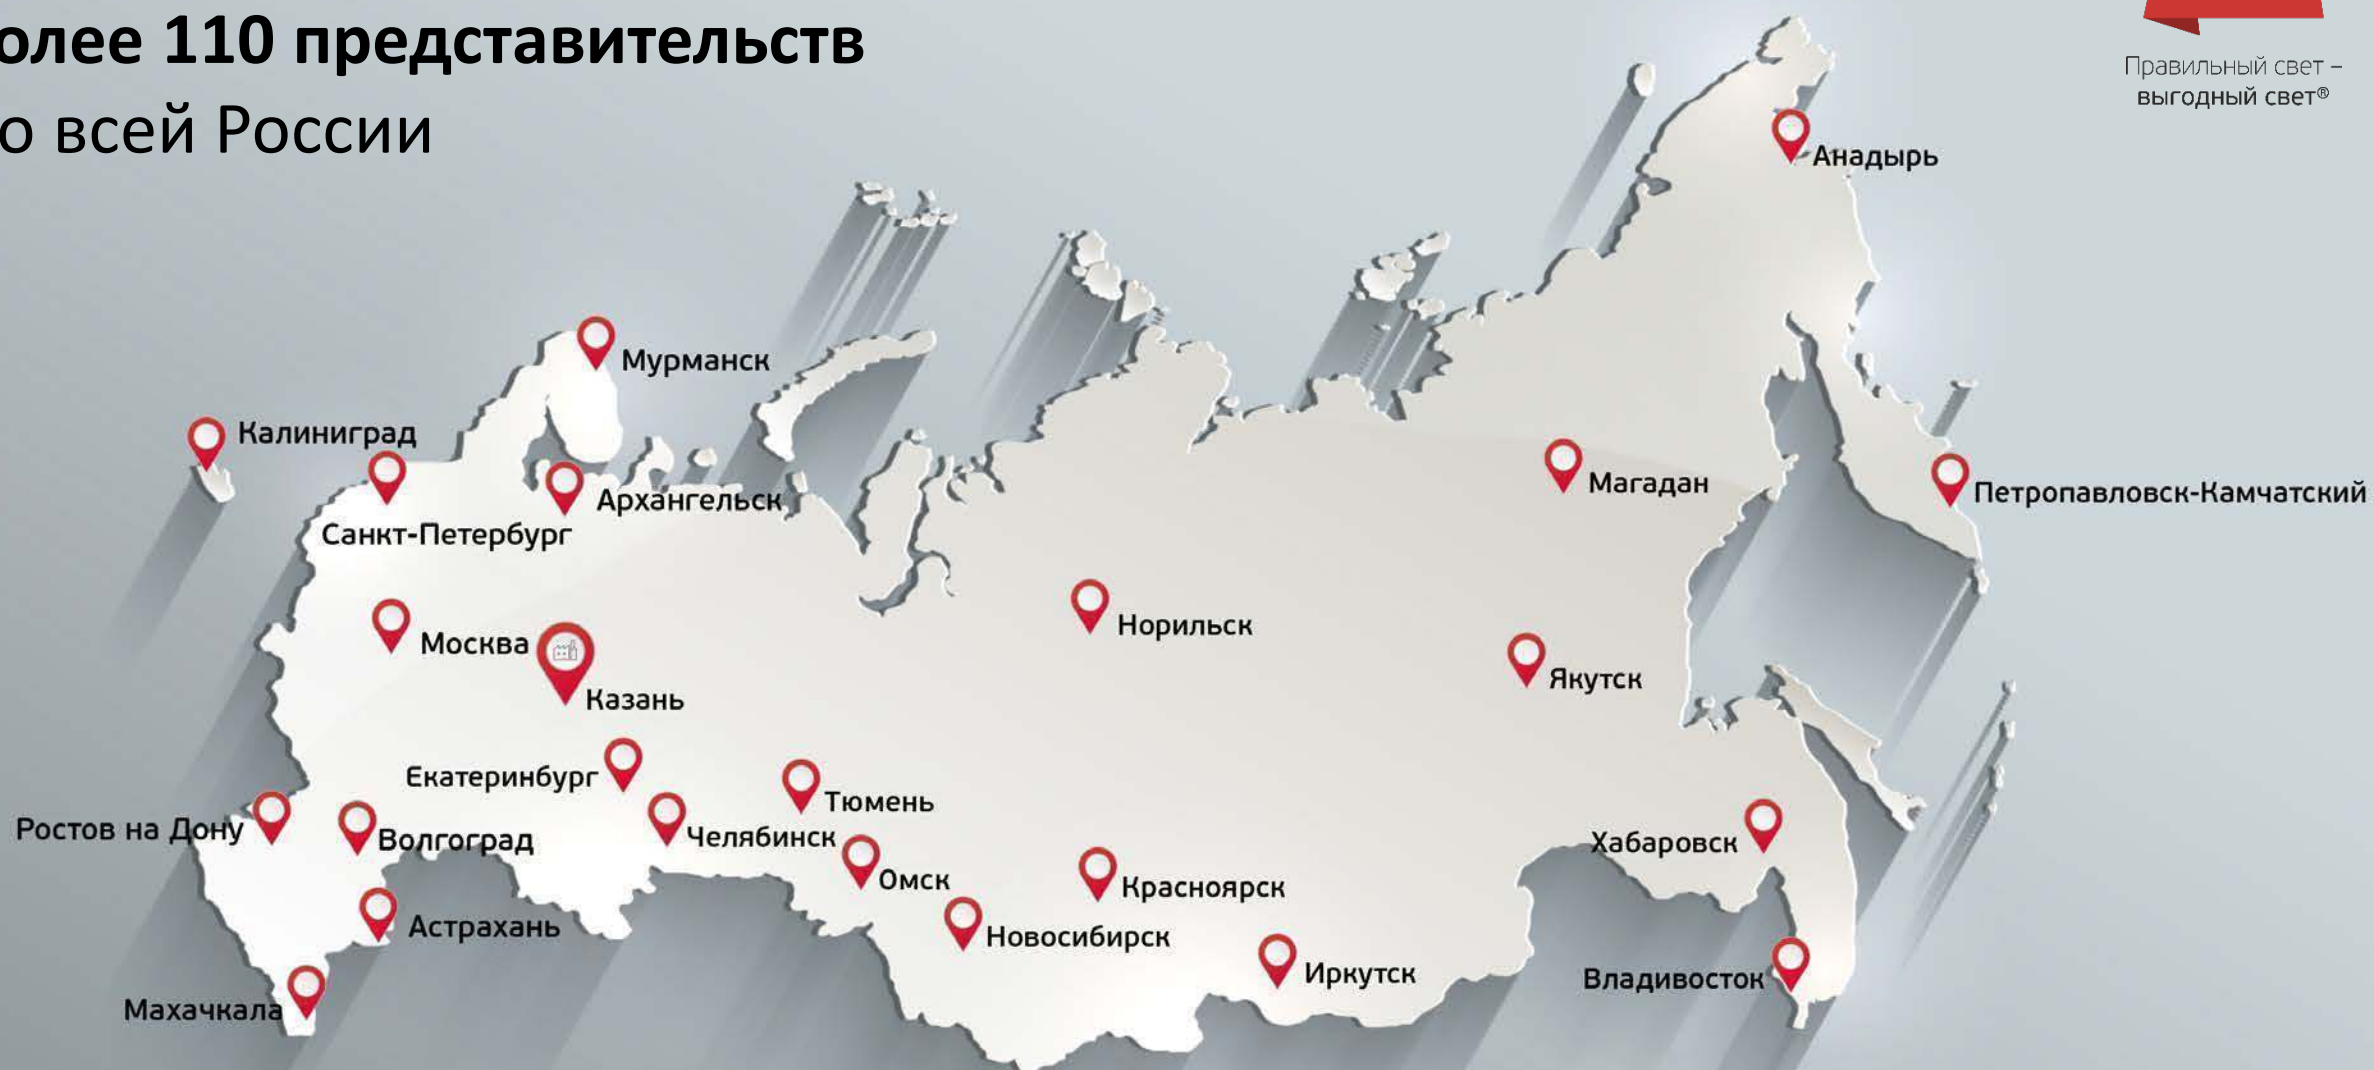 олее 110 представительств
о всей России
Правильный свет –
выгодный свет®
Анадырь
Мурманск
Калиниград
Архангельск
Санкт-Петербург
Магадан
Петропавловск-Камчатский
Норильск
Москва
Якутск
Казань
Екатеринбург
Тюмень
Ростов на Дону
Волгоград
Челябинск
Хабаровск
Омск
Красноярск
Астрахань
Новосибирск
Иркутск
Владивосток
Махачкала